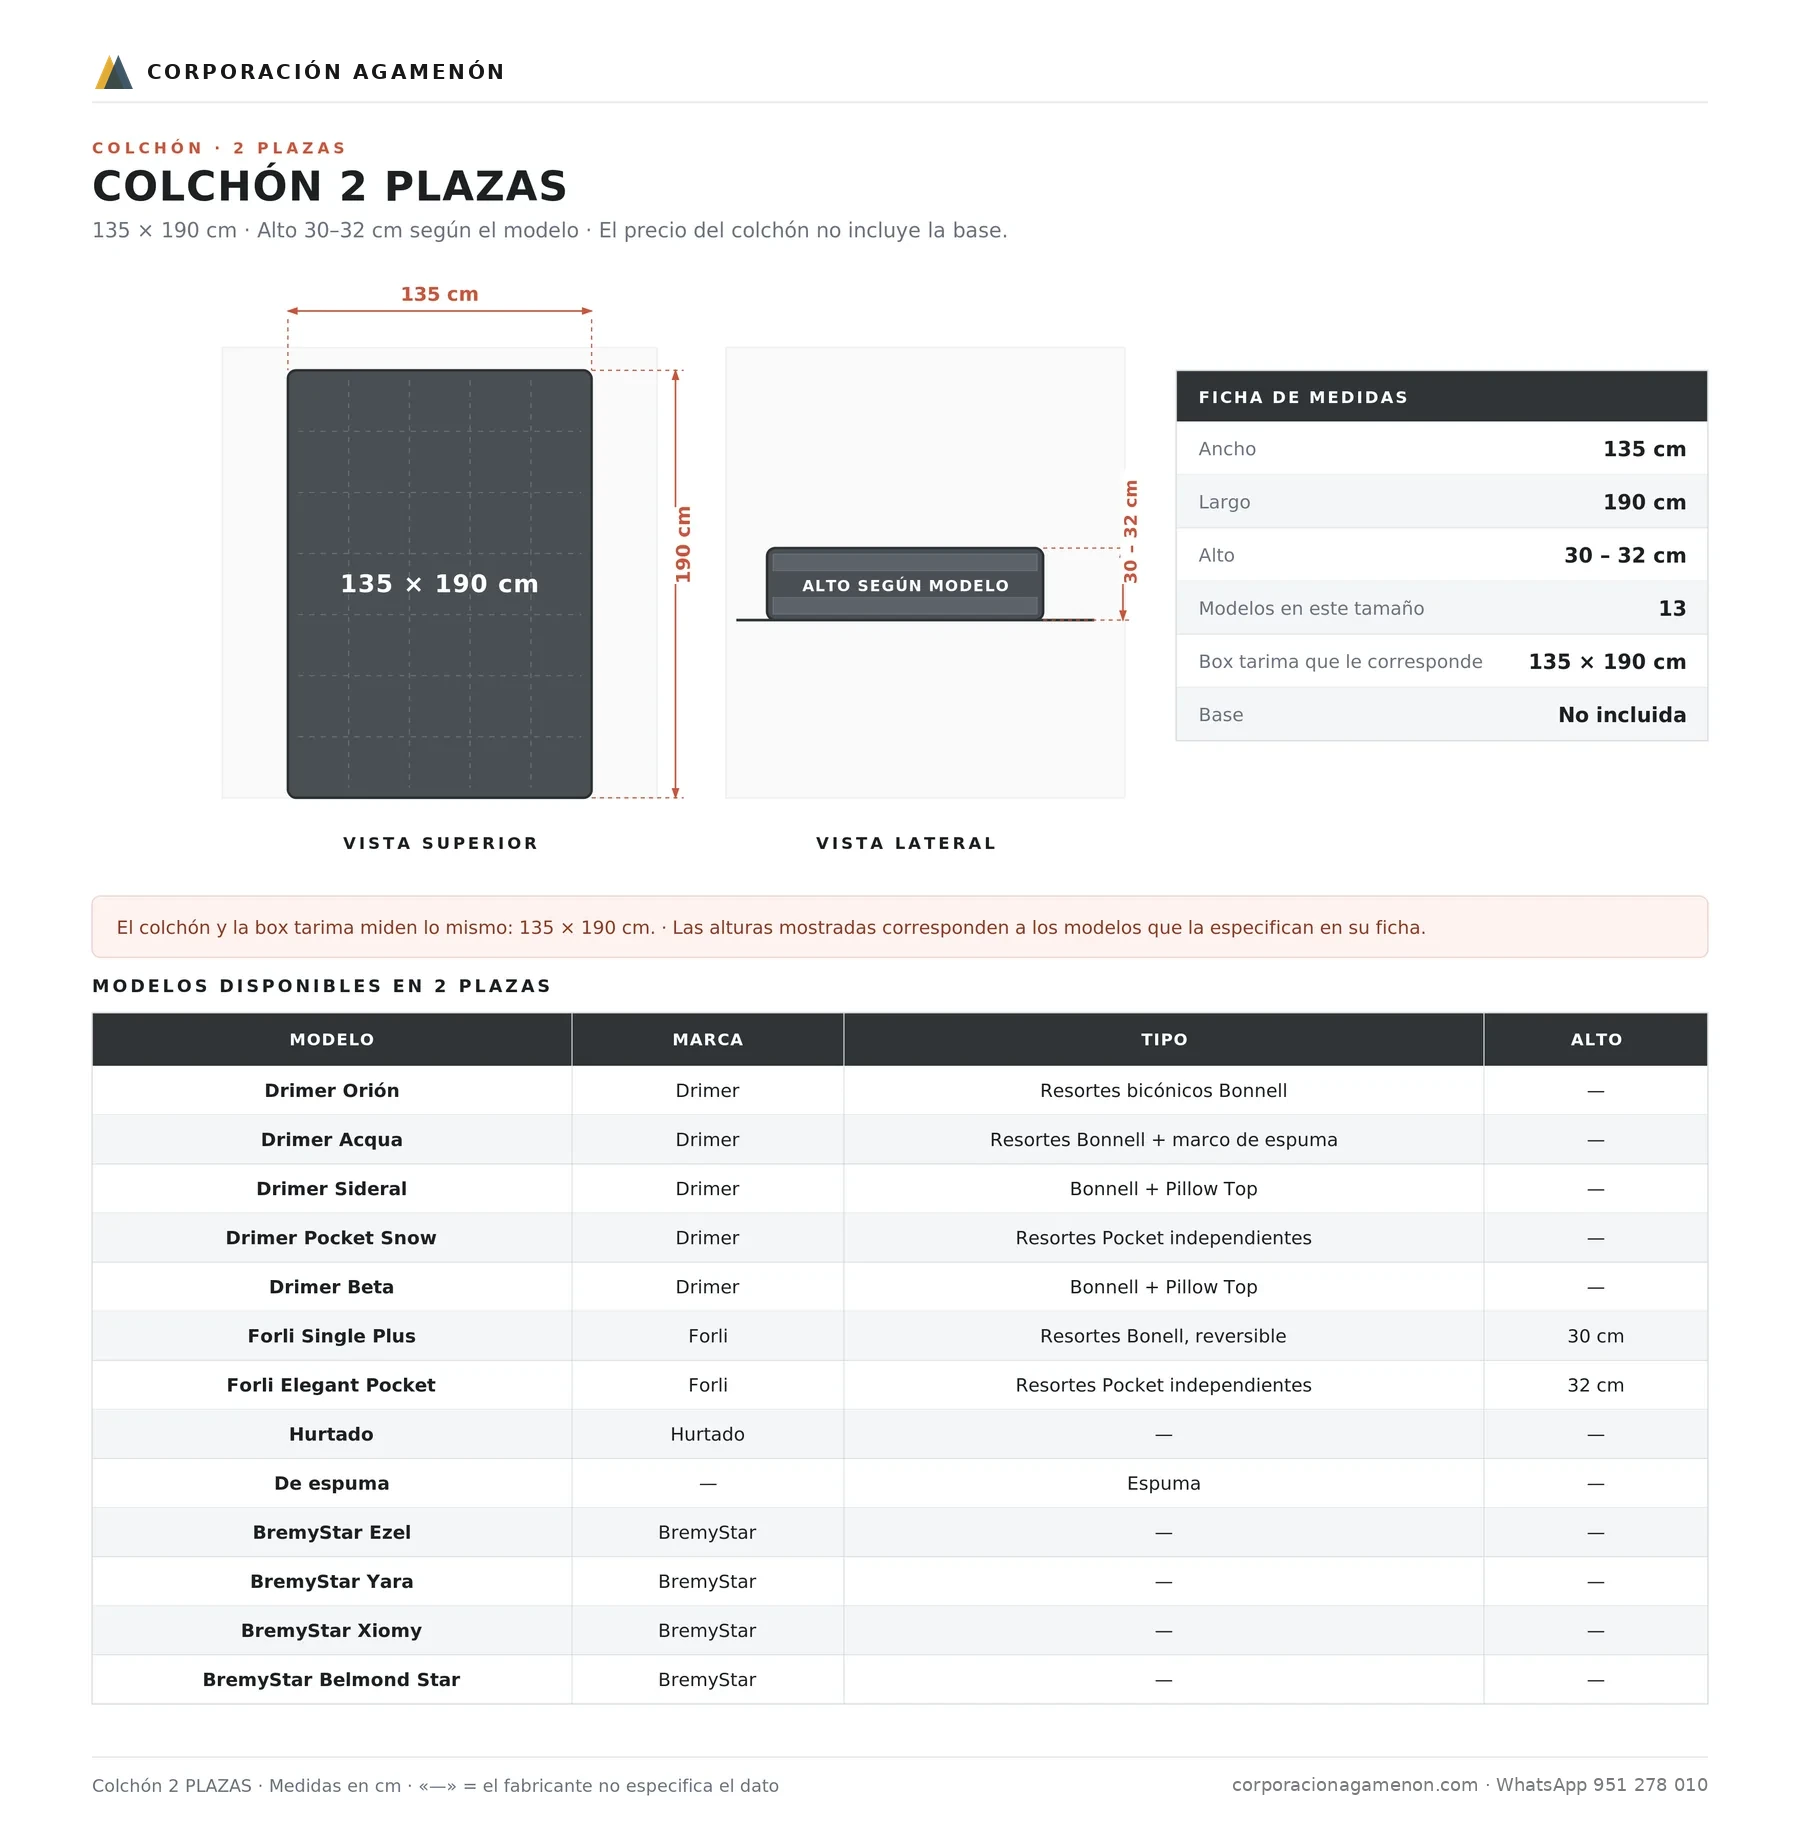 CORPORACIÓN AGAMENÓN
COLCHÓN · 2 PLAZAS
COLCHÓN 2 PLAZAS
135 × 190 cm · Alto 30–32 cm según el modelo · El precio del colchón no incluye la base.
135 cm
190 cm
135 × 190 cm
VISTA SUPERIOR
30 – 32 cm
ALTO SEGÚN MODELO
VISTA LATERAL
FICHA DE MEDIDAS
Ancho 135 cm
Largo 190 cm
Alto 30 – 32 cm
Modelos en este tamaño 13
Box tarima que le corresponde 135 × 190 cm
Base No incluida
El colchón y la box tarima miden lo mismo: 135 × 190 cm. · Las alturas mostradas corresponden a los modelos que la especifican en su ficha.
MODELOS DISPONIBLES EN 2 PLAZAS
MODELO MARCA TIPO ALTO
Drimer Orión Drimer Resortes bicónicos Bonnell —
Drimer Acqua Drimer Resortes Bonnell + marco de espuma —
Drimer Sideral Drimer Bonnell + Pillow Top —
Drimer Pocket Snow Drimer Resortes Pocket independientes —
Drimer Beta Drimer Bonnell + Pillow Top —
Forli Single Plus Forli Resortes Bonell, reversible 30 cm
Forli Elegant Pocket Forli Resortes Pocket independientes 32 cm
Hurtado Hurtado — —
De espuma — Espuma —
BremyStar Ezel BremyStar — —
BremyStar Yara BremyStar — —
BremyStar Xiomy BremyStar — —
BremyStar Belmond Star BremyStar — —
Colchón 2 PLAZAS · Medidas en cm · «—» = el fabricante no especifica el dato
corporacionagamenon.com · WhatsApp 951 278 010